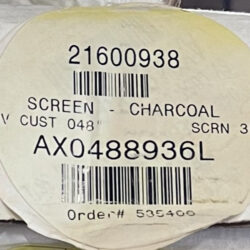 21600938
SCREEN - CHARCOAL
V CUST 048" SCRN 3
AX0488936L
Order# 535400